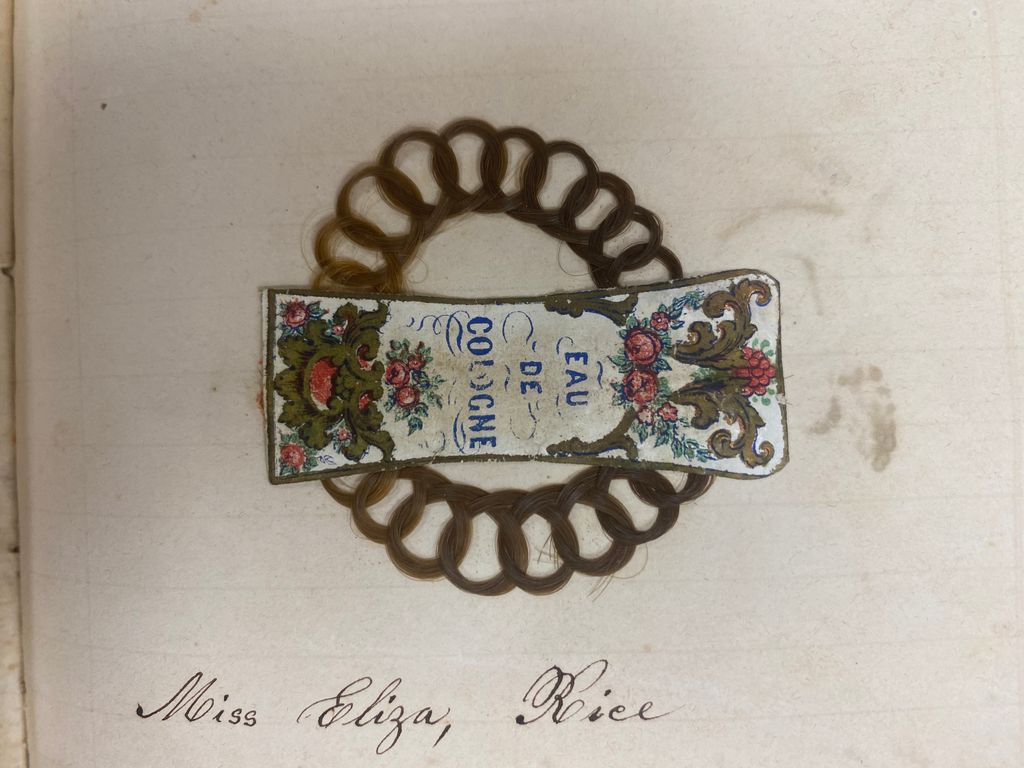 EAU
DE
COLOGNE
Miss Eliza, Rice